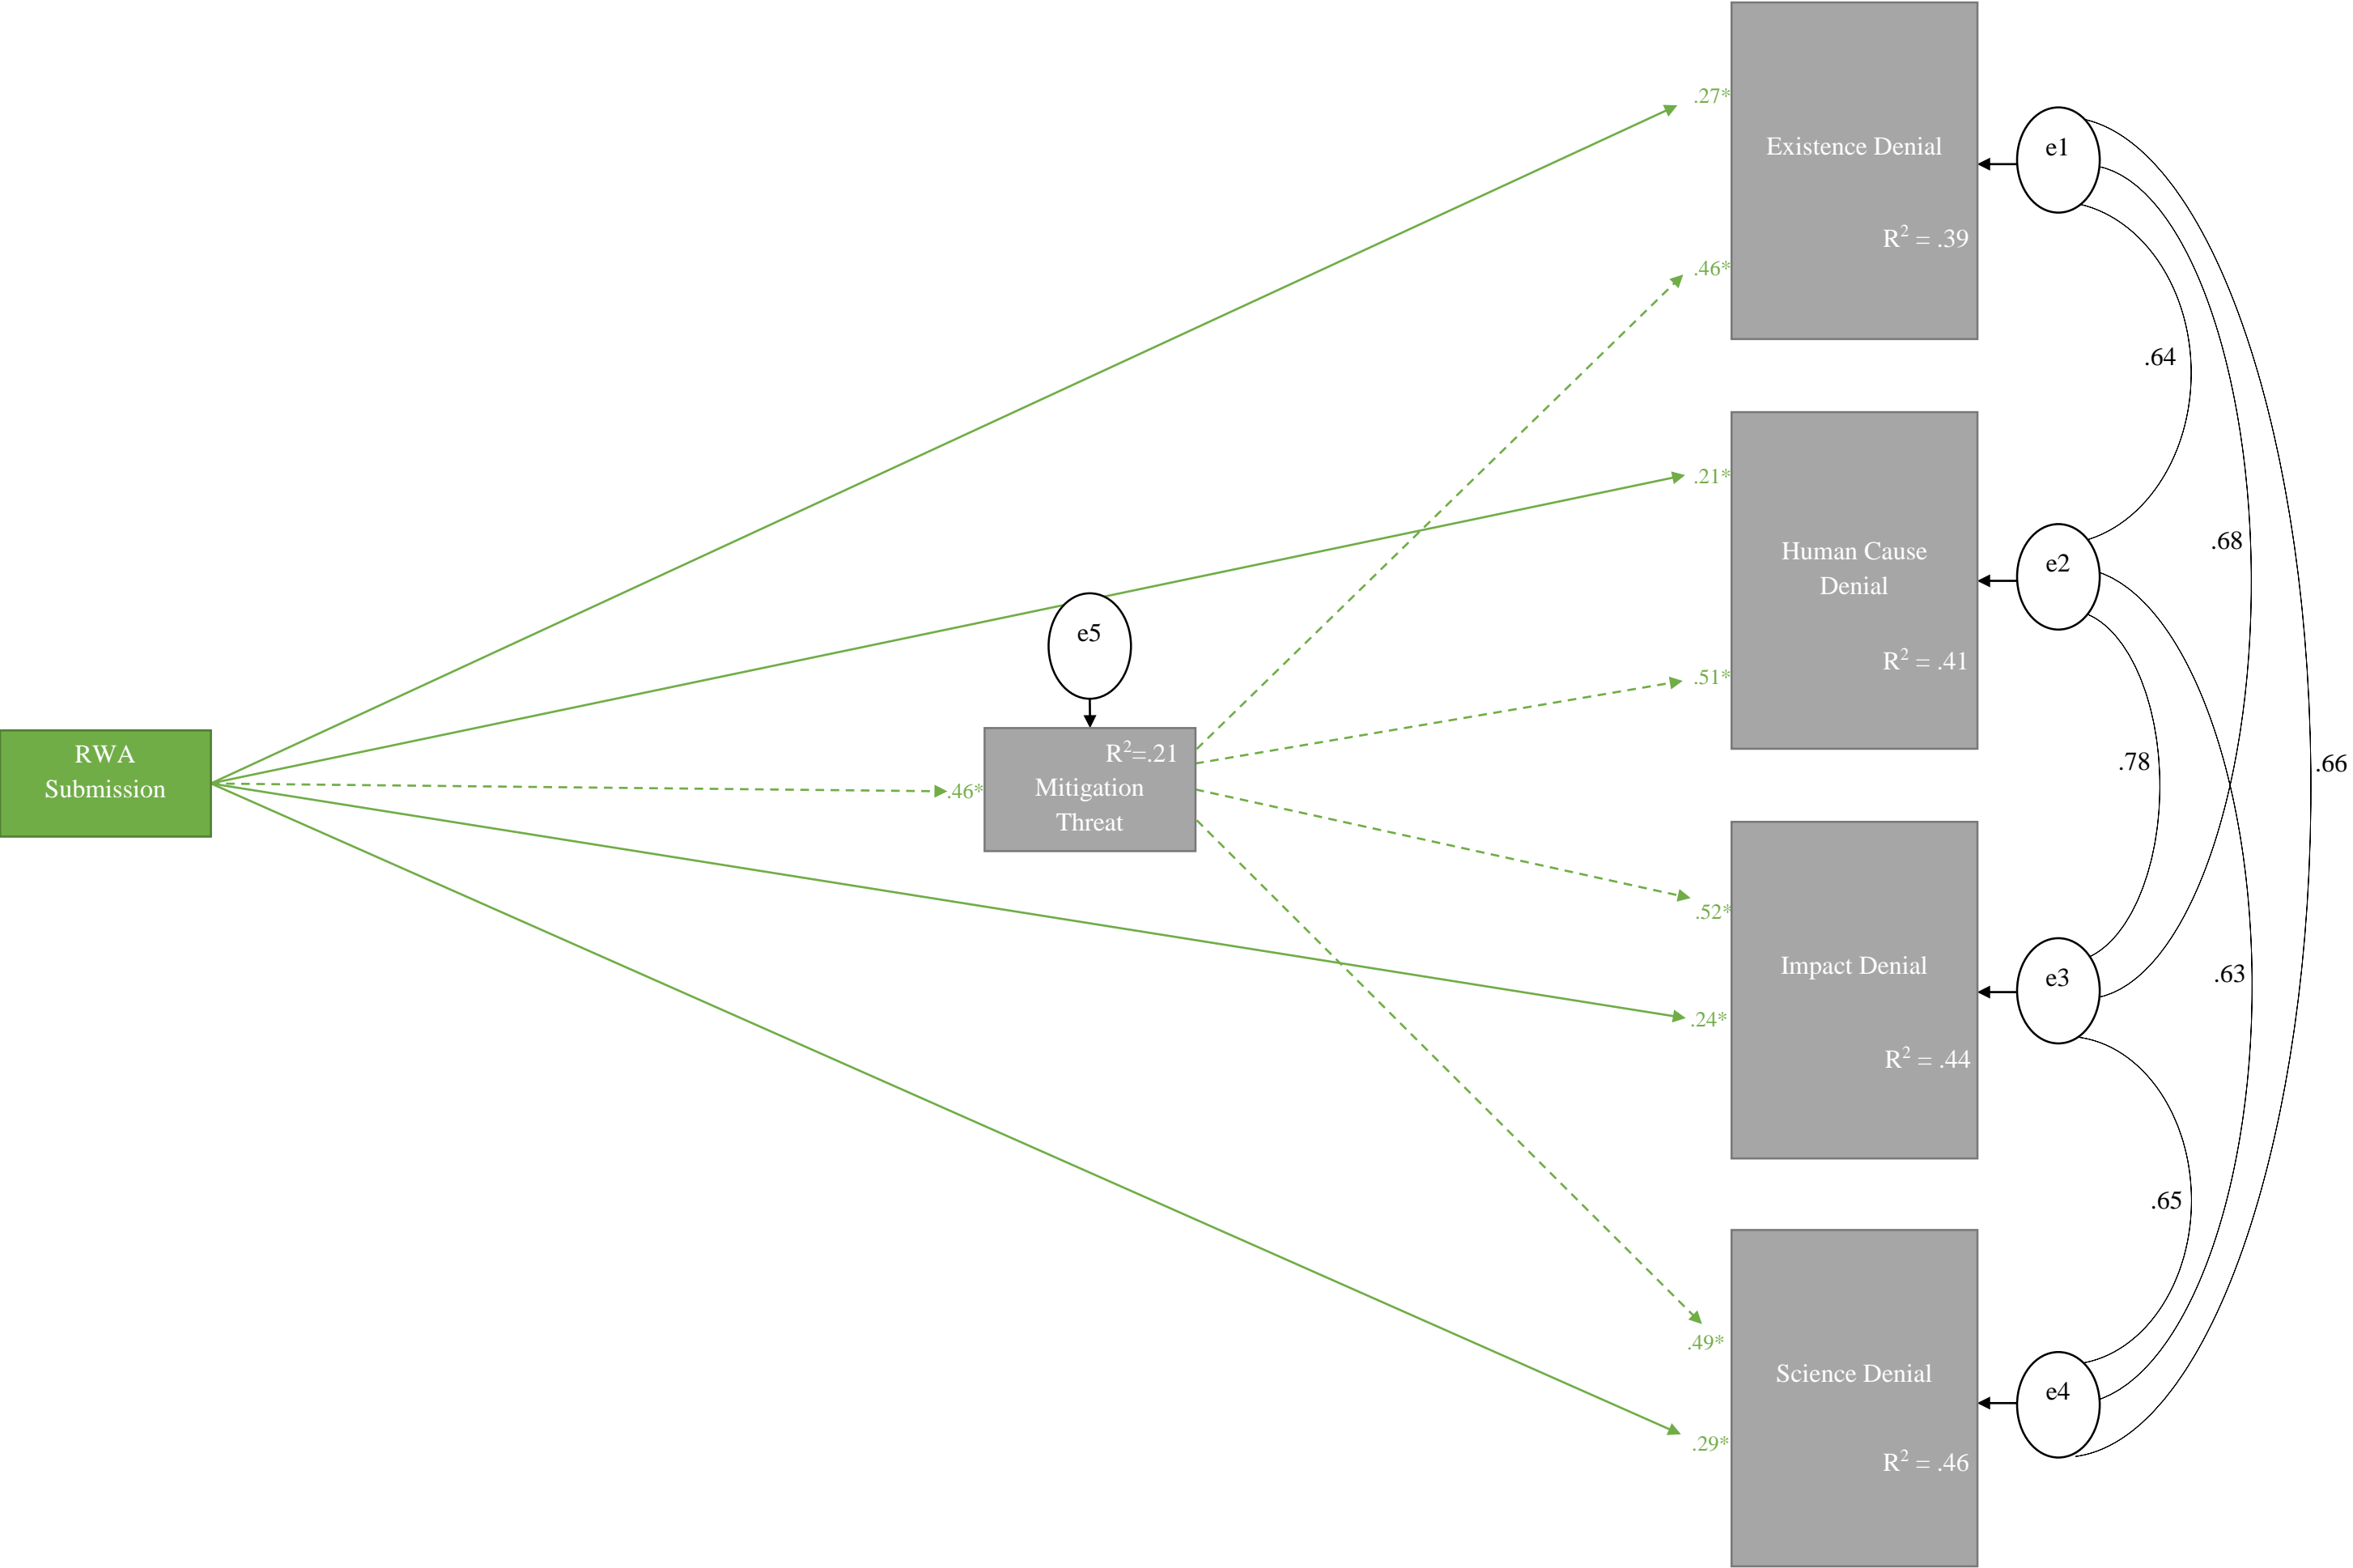 .27*
Existence Denial
e1
R² = .39
.46*
.64
.21*
.68
Human Cause
Denial
e2
e5
R² = .41
.51*
RWA
Submission
.46*
R²=.21
Mitigation
Threat
.78
.66
.52*
Impact Denial
e3
.63
.24*
R² = .44
.65
.49*
Science Denial
e4
.29*
R² = .46